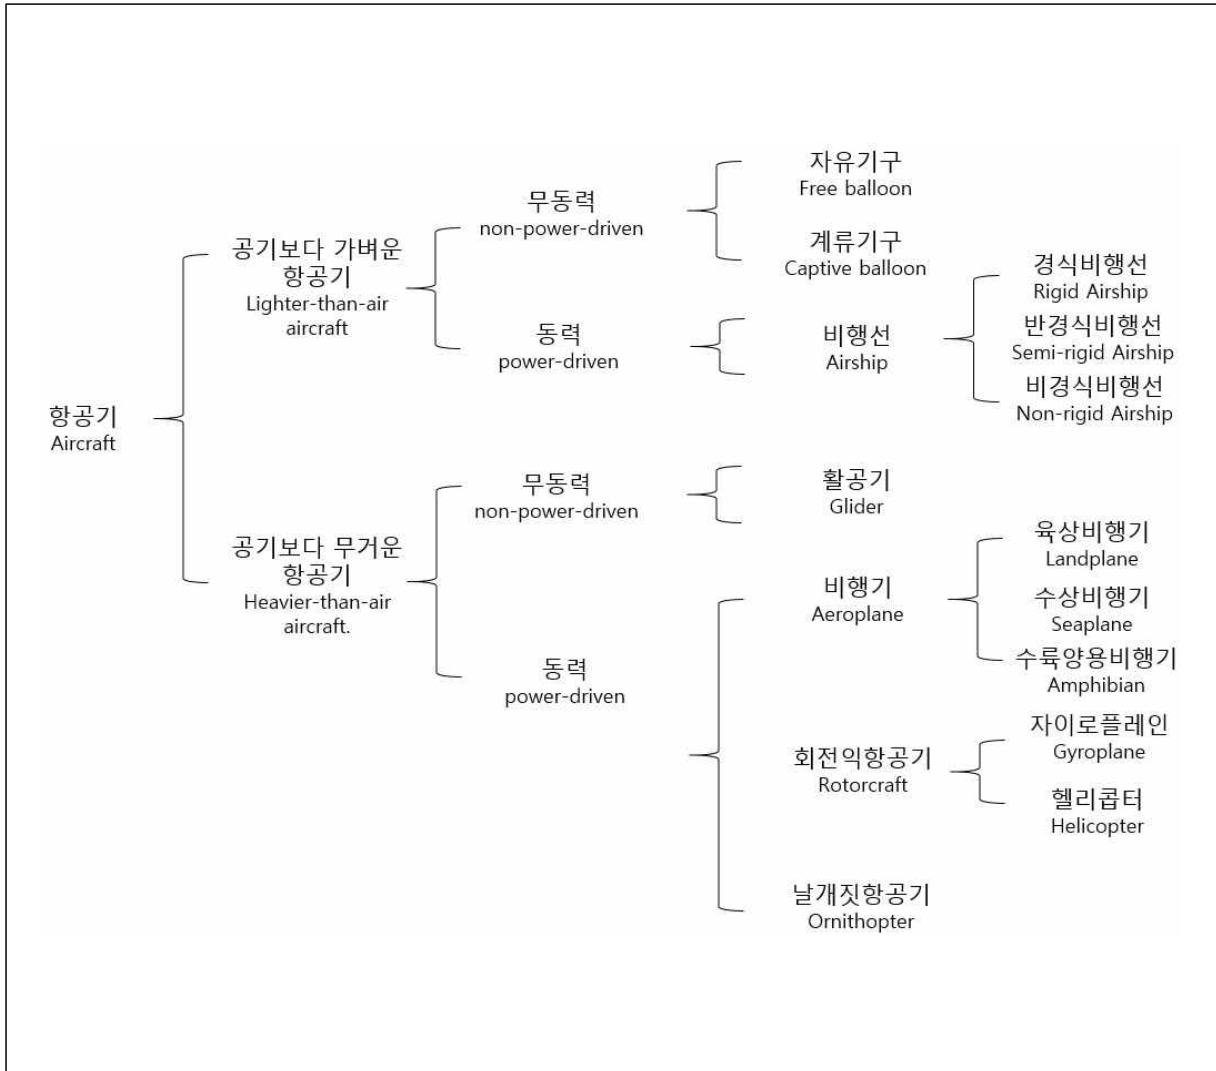 항공기
Aircraft
공기보다 가벼운
항공기
Lighter-than-air
aircraft
무동력
non-power-driven
자유기구
Free balloon
계류기구
Captive balloon
동력
power-driven
비행선
Airship
경식비행선
Rigid Airship
반경식비행선
Semi-rigid Airship
비경식비행선
Non-rigid Airship
공기보다 무거운
항공기
Heavier-than-air
aircraft.
무동력
non-power-driven
활공기
Glider
동력
power-driven
비행기
Aeroplane
육상비행기
Landplane
수상비행기
Seaplane
수륙양용비행기
Amphibian
회전익항공기
Rotorcraft
자이로플레인
Gyroplane
헬리콥터
Helicopter
날개짓항공기
Ornithopter